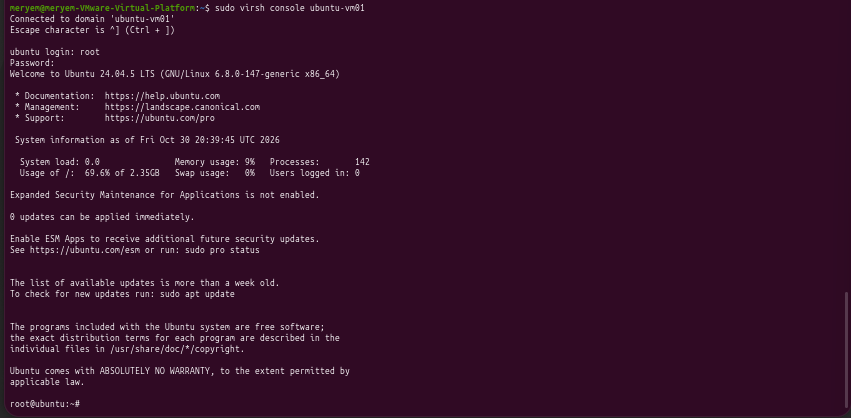 meryem@meryem-VMware-Virtual-Platform:~$ sudo virsh console ubuntu-vm01
Connected to domain 'ubuntu-vm01'
Escape character is ^] (Ctrl + ])
ubuntu login: root
Password:
Welcome to Ubuntu 24.04.5 LTS (GNU/Linux 6.8.0-147-generic x86_64)
* Documentation:  https://help.ubuntu.com
* Management:     https://landscape.canonical.com
* Support:        https://ubuntu.com/pro
System information as of Fri Oct 30 20:39:45 UTC 2026
System load: 0.0               Memory usage: 9%   Processes:       142
Usage of /:  69.6% of 2.35GB   Swap usage:   0%   Users logged in: 0
Expanded Security Maintenance for Applications is not enabled.
0 updates can be applied immediately.
Enable ESM Apps to receive additional future security updates.
See https://ubuntu.com/esm or run: sudo pro status
The list of available updates is more than a week old.
To check for new updates run: sudo apt update
The programs included with the Ubuntu system are free software;
the exact distribution terms for each program are described in the
individual files in /usr/share/doc/*/copyright.
Ubuntu comes with ABSOLUTELY NO WARRANTY, to the extent permitted by
applicable law.
root@ubuntu:~#